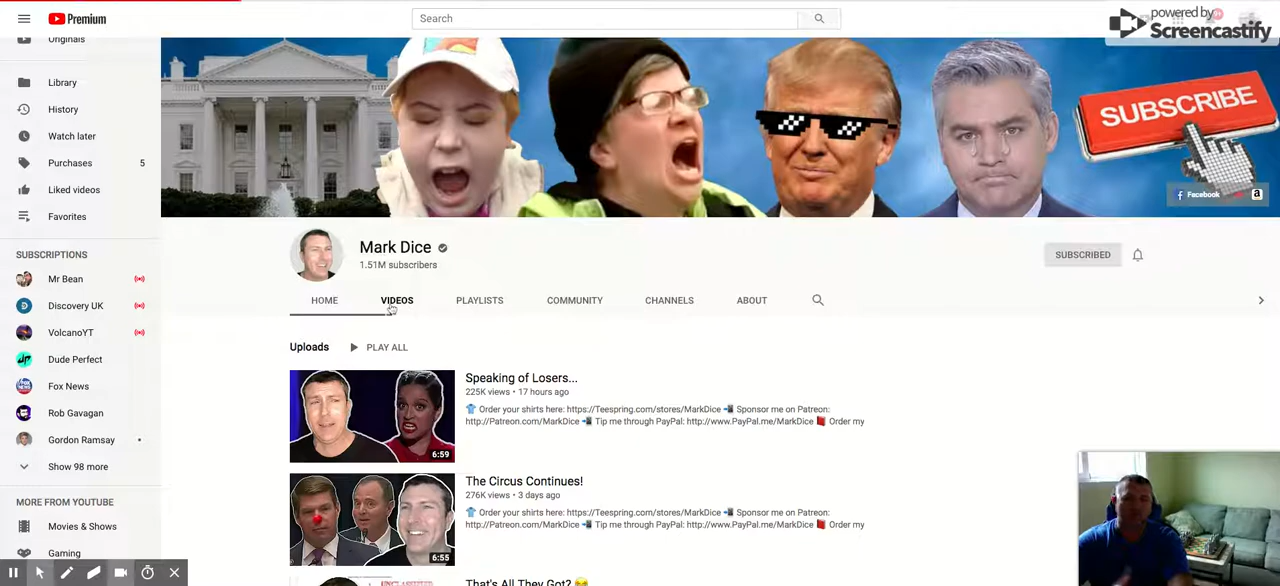 Premium
Search
powered by
Screencastify
Originals
Library
History
Watch later
Purchases 5
Liked videos
Favorites
SUBSCRIPTIONS
Mr Bean
Discovery UK
VolcanoYT
Dude Perfect
Fox News
Rob Gavagan
Gordon Ramsay
Show 98 more
MORE FROM YOUTUBE
Movies & Shows
Gaming
SUBSCRIBE
Facebook
Mark Dice
1.51M subscribers
SUBSCRIBED
HOME VIDEOS PLAYLISTS COMMUNITY CHANNELS ABOUT
Uploads PLAY ALL
6:59
Speaking of Losers...
225K views • 17 hours ago
👕 Order your shirts here: https://Teespring.com/stores/MarkDice 📲 Sponsor me on Patreon:
http://Patreon.com/MarkDice 📲 Tip me through PayPal: http://www.PayPal.me/MarkDice 📕 Order my
6:55
The Circus Continues!
276K views • 3 days ago
👕 Order your shirts here: https://Teespring.com/stores/MarkDice 📲 Sponsor me on Patreon:
http://Patreon.com/MarkDice 📲 Tip me through PayPal: http://www.PayPal.me/MarkDice 📕 Order my
That's All They Got? 😂